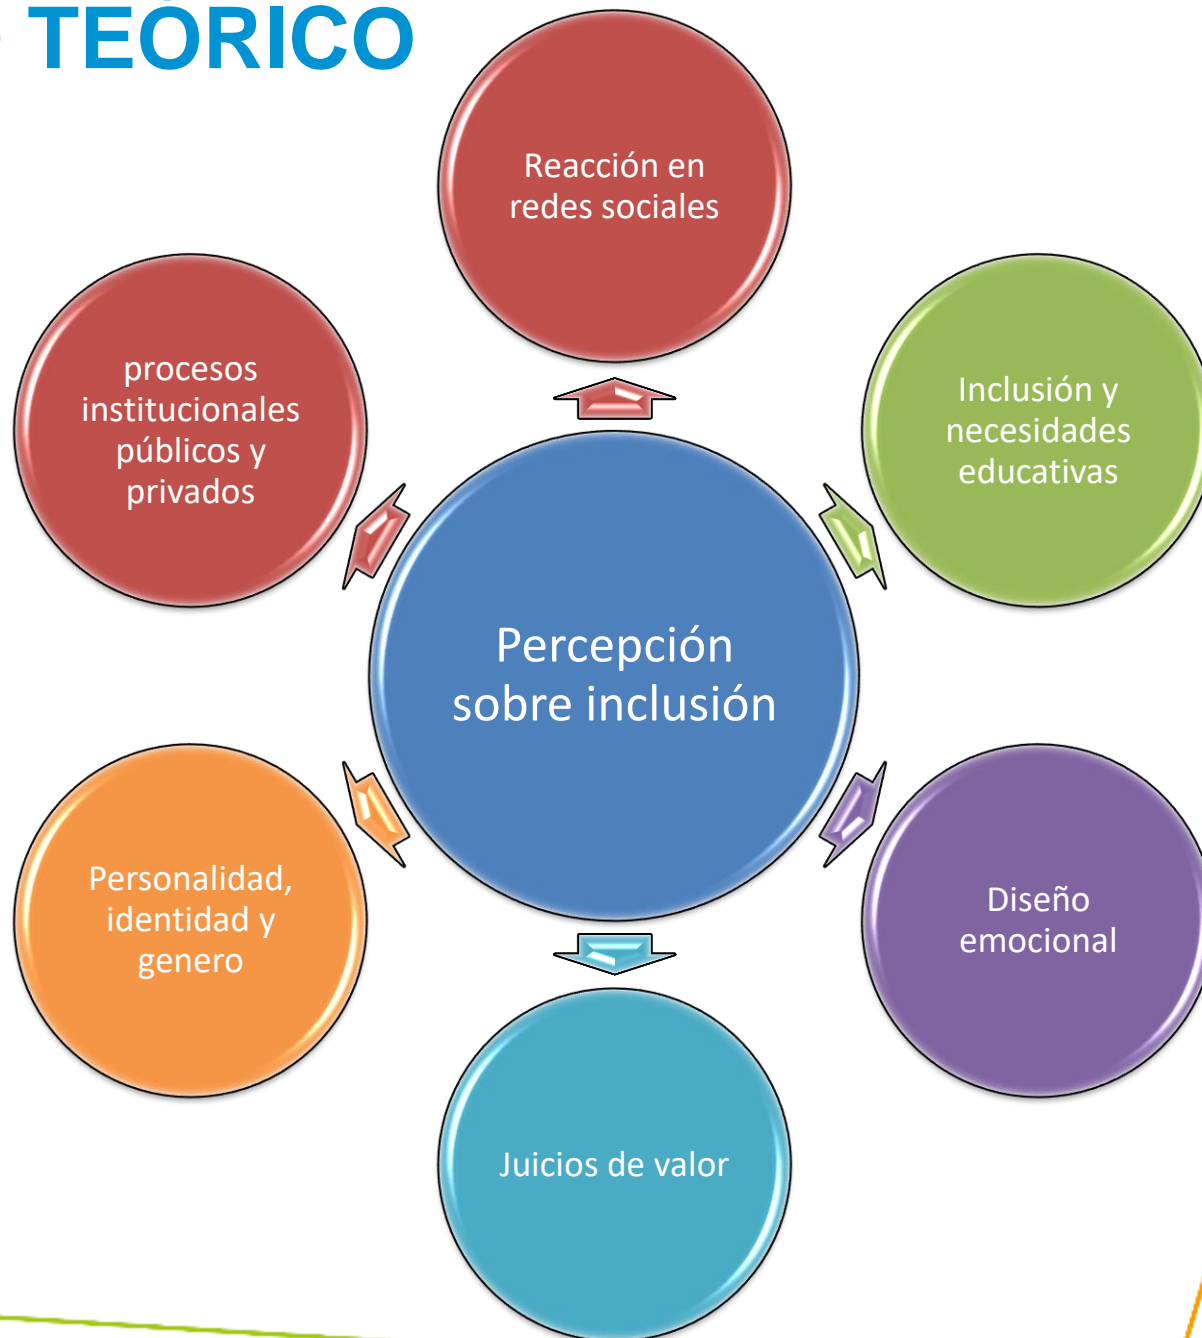 TEÓRICO
Reacción en
redes sociales
Inclusión y
necesidades
educativas
Diseño
emocional
Juicios de valor
Personalidad,
identidad y
genero
procesos
institucionales
públicos y
privados
Percepción
sobre inclusión